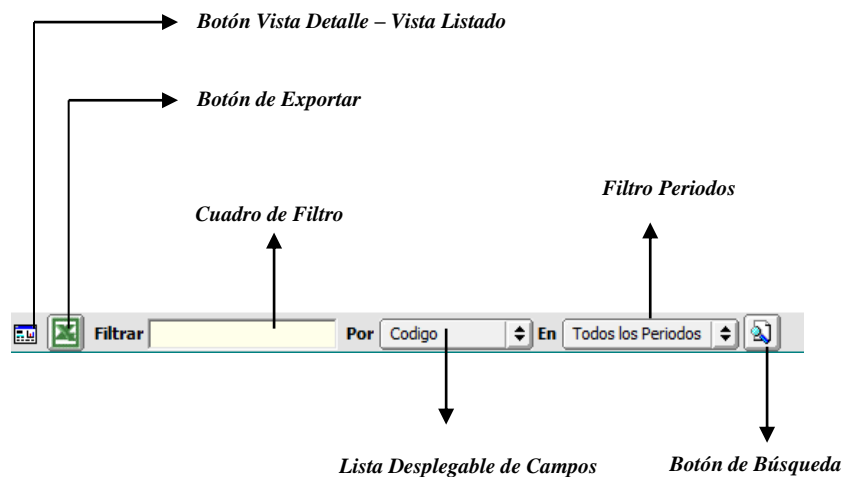 Botón Vista Detalle – Vista Listado
Botón de Exportar
Filtro Periodos
Cuadro de Filtro
Filtrar Por Codigo En Todos los Periodos
Lista Desplegable de Campos
Botón de Búsqueda